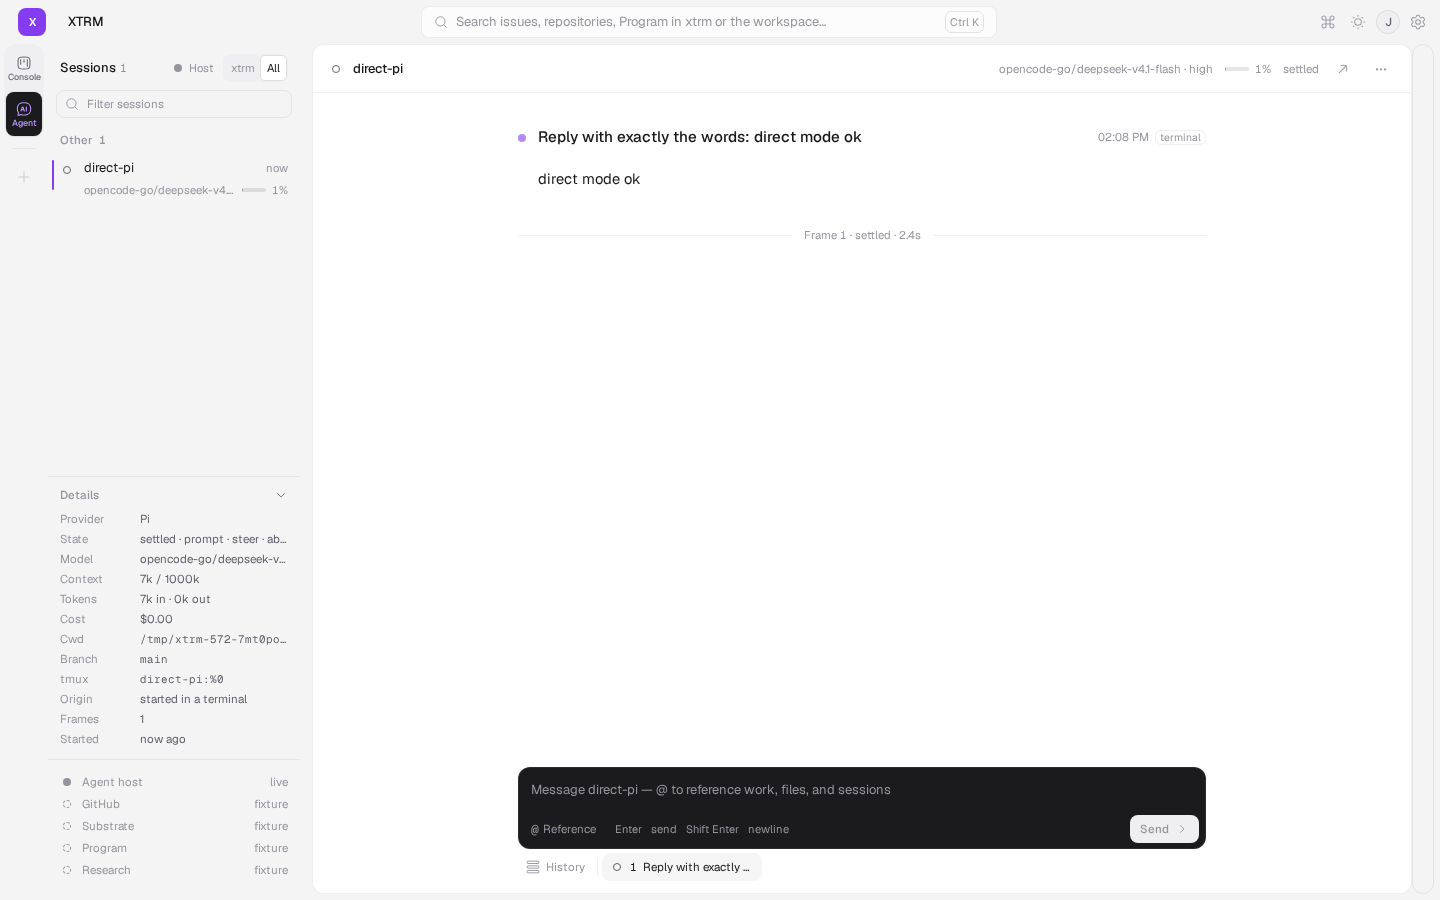 X XTRM Search issues, repositories, Program in xtrm or the workspace... Ctrl K J
Console
Agent
AI
Sessions 1 Host xtrm All
Filter sessions
Other 1
direct-pi now
opencode-go/deepseek-v4... 1%
Details
Provider Pi
State settled · prompt · steer · ab...
Model opencode-go/deepseek-v...
Context 7k / 1000k
Tokens 7k in · 0k out
Cost $0.00
Cwd /tmp/xtrm-572-7mt0po...
Branch main
tmux direct-pi:%0
Origin started in a terminal
Frames 1
Started now ago
Agent host live
GitHub fixture
Substrate fixture
Program fixture
Research fixture
direct-pi opencode-go/deepseek-v4.1-flash · high 1% settled
Reply with exactly the words: direct mode ok 02:08 PM terminal
direct mode ok
Frame 1 · settled · 2.4s
Message direct-pi — @ to reference work, files, and sessions
@ Reference Enter send Shift Enter newline Send
History 1 Reply with exactly ...